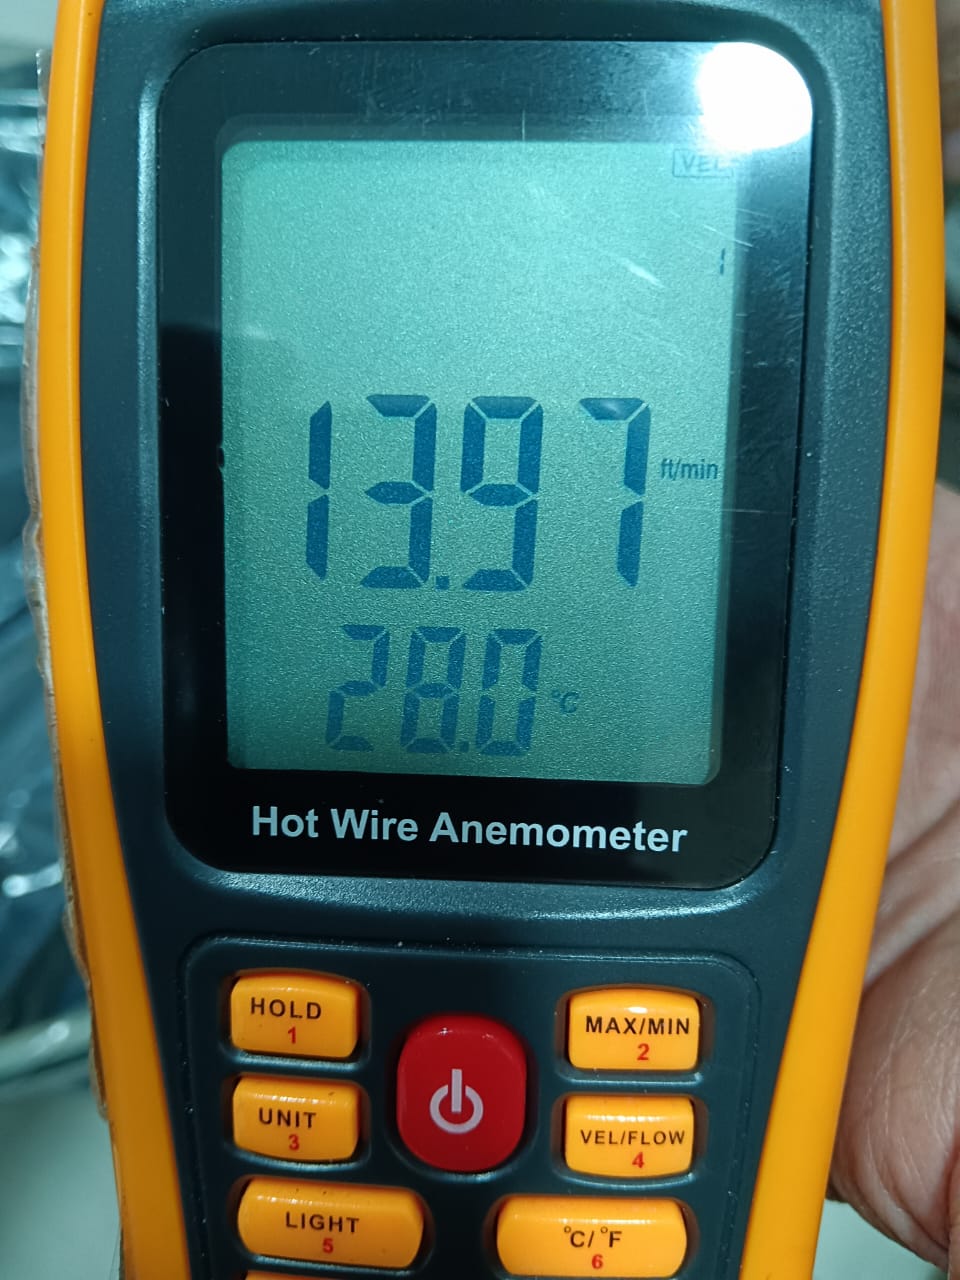 VEL
1
13.97 ft/min
28.0 °C
Hot Wire Anemometer
HOLD
1
MAX/MIN
2
UNIT
3
VEL/FLOW
4
LIGHT
5
°C/°F
6